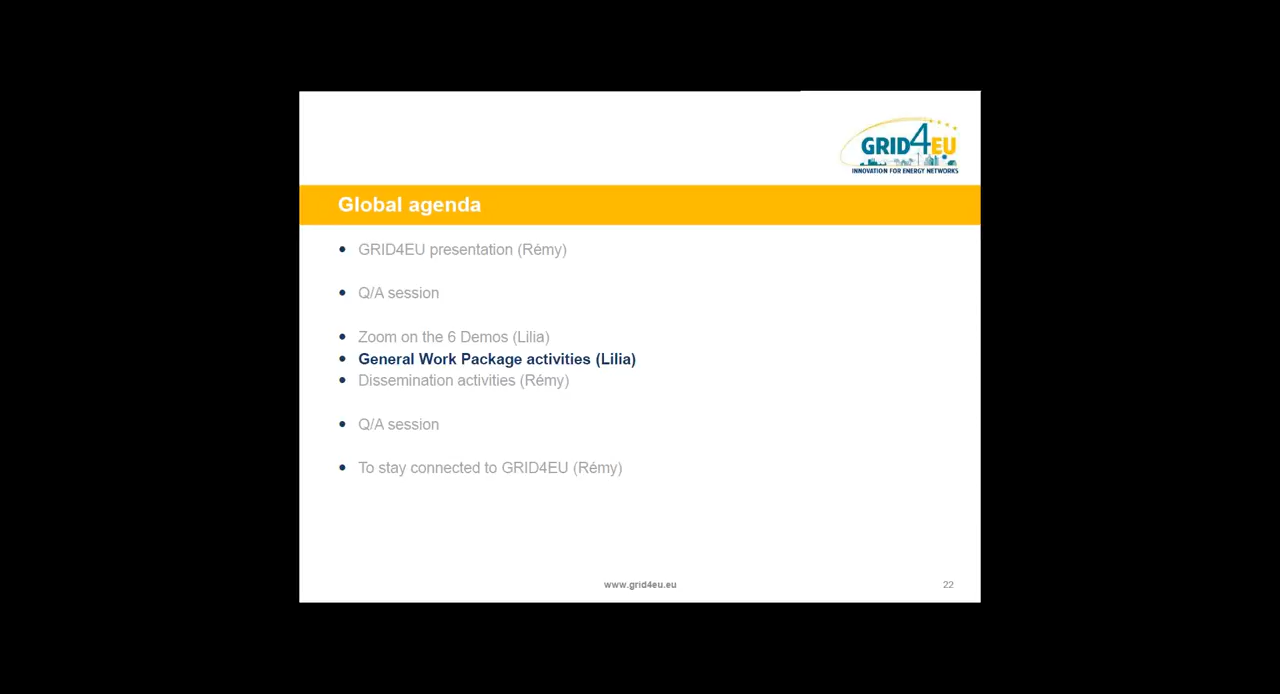 GRID4EU
INNOVATION FOR ENERGY NETWORKS
Global agenda
• GRID4EU presentation (Rémy)
• Q/A session
• Zoom on the 6 Demos (Lilia)
• General Work Package activities (Lilia)
• Dissemination activities (Rémy)
• Q/A session
• To stay connected to GRID4EU (Rémy)
www.grid4eu.eu
22